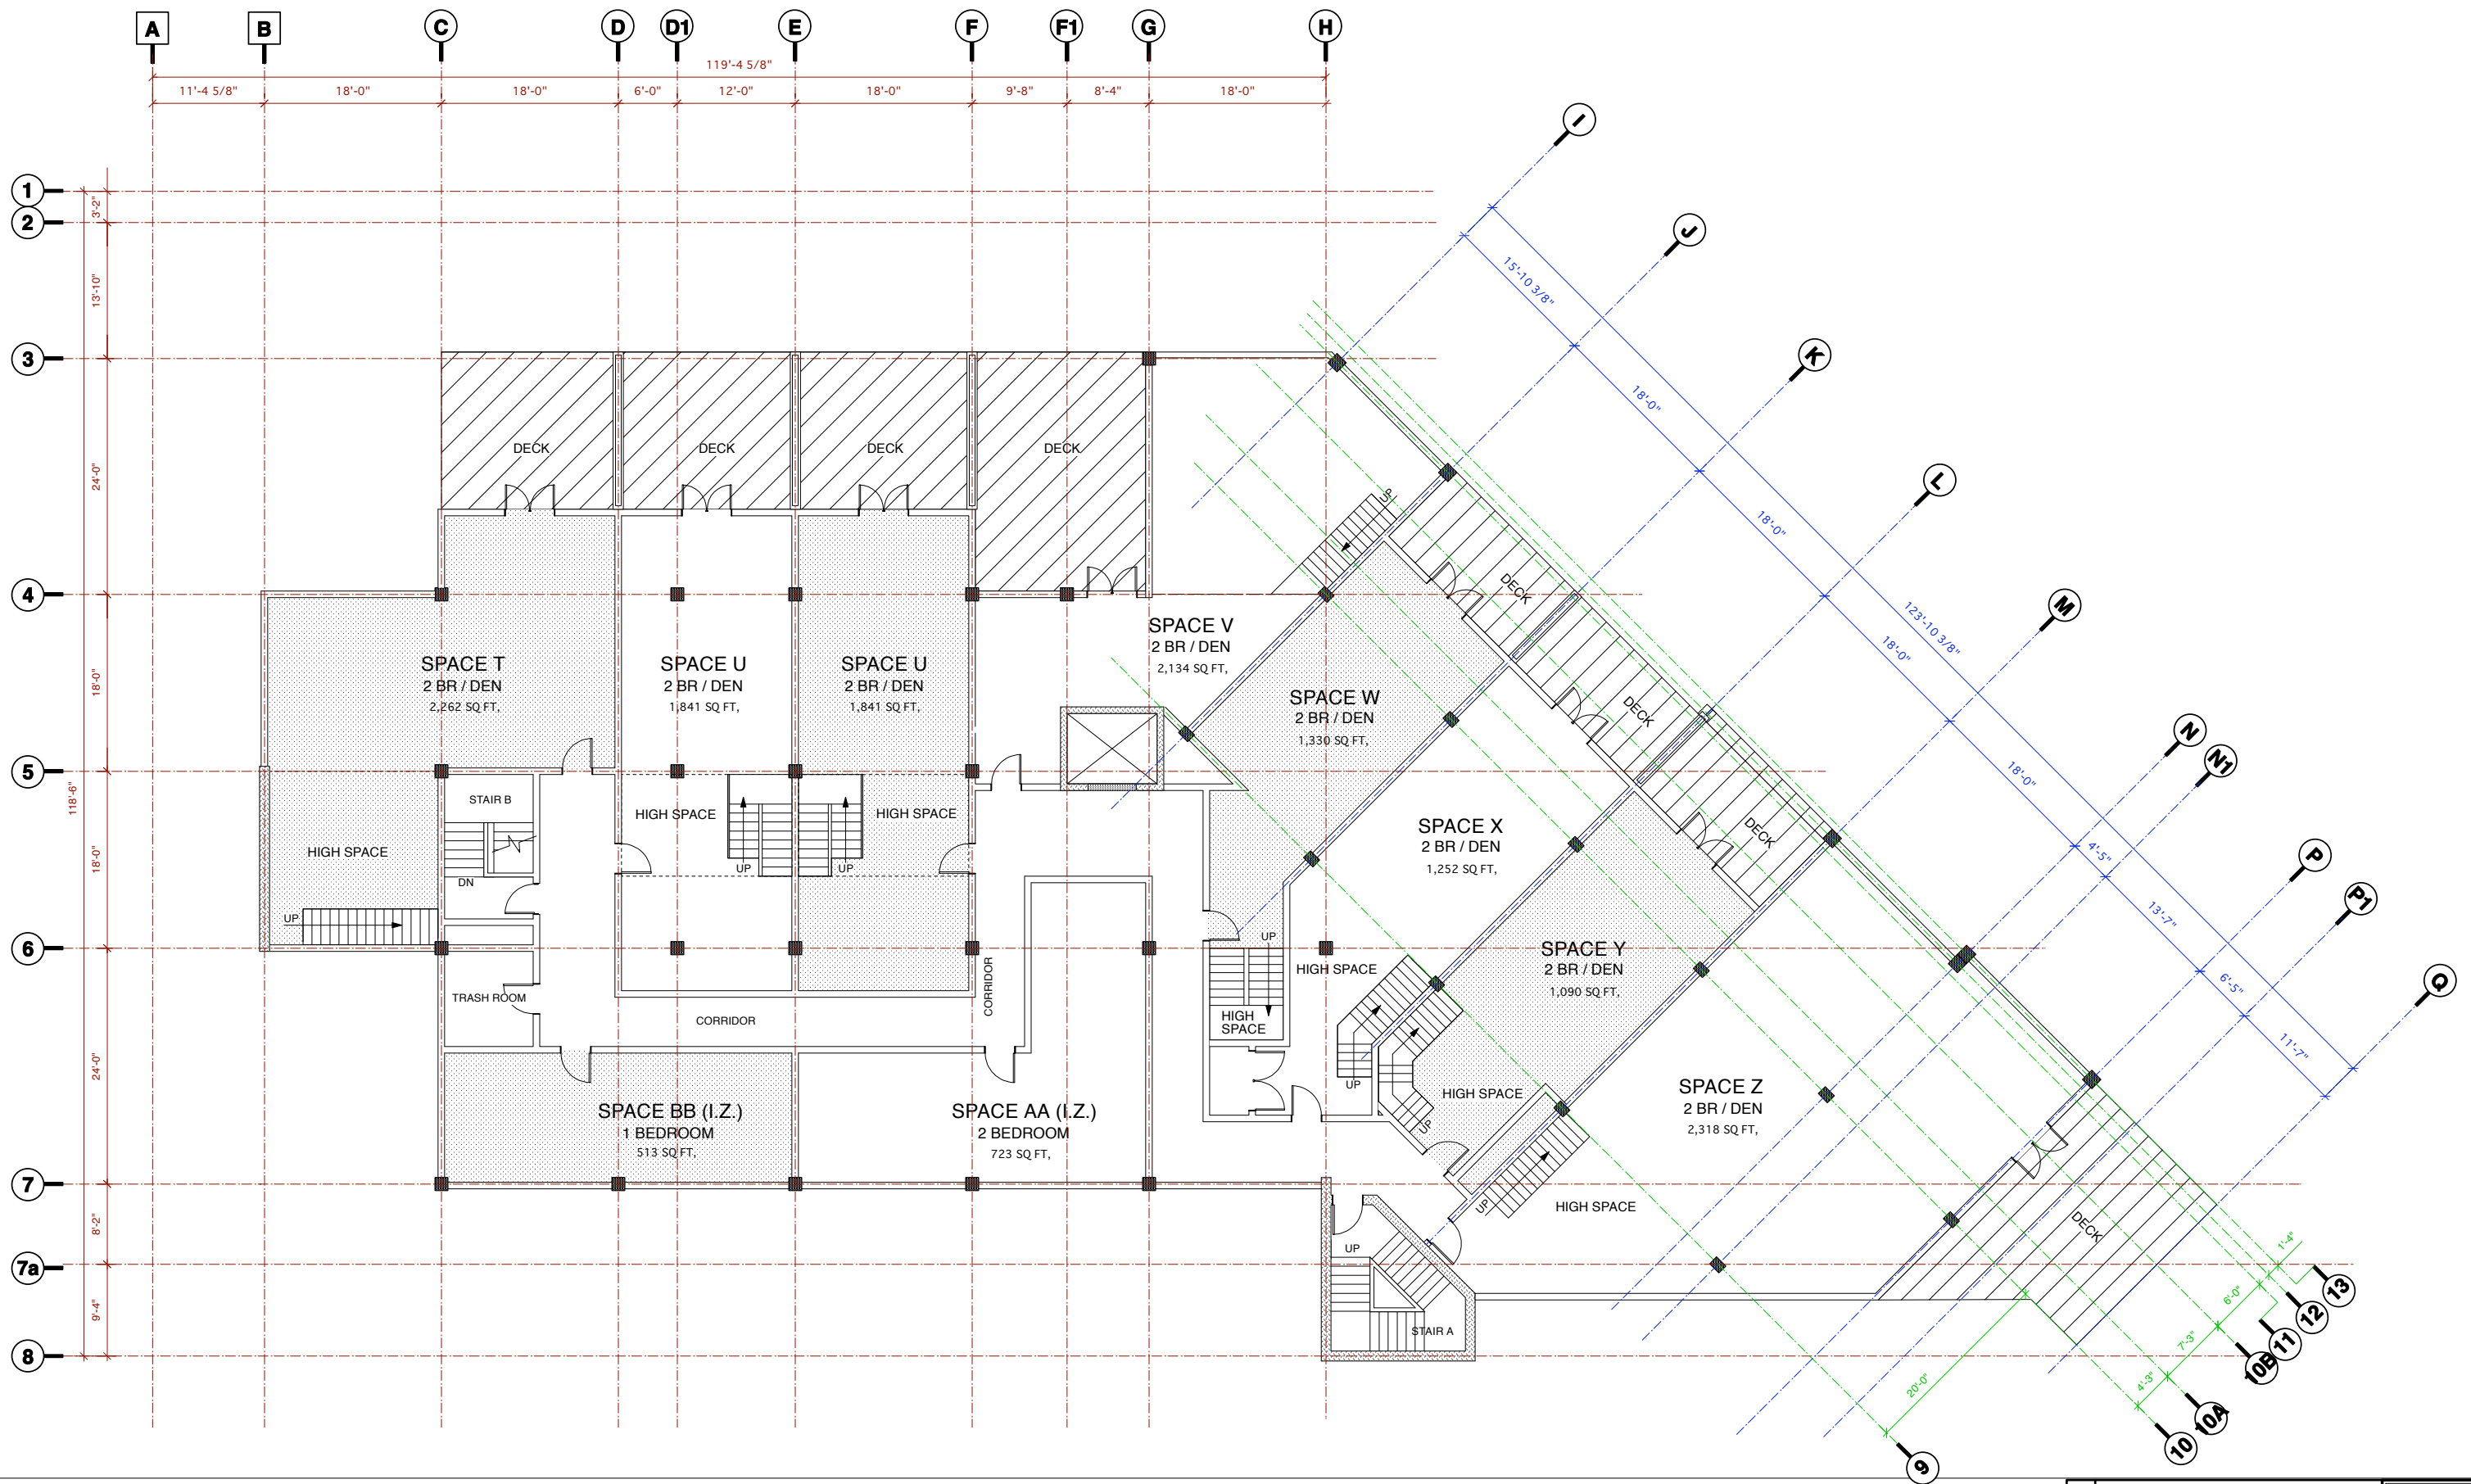 A
B
C
D
D1
E
F
F1
G
H
119'-4 5/8"
11'-4 5/8"
18'-0"
18'-0"
6'-0"
12'-0"
18'-0"
9'-8"
8'-4"
18'-0"
I
J
K
L
M
N
N1
P
P1
Q
15'-10 3/8"
18'-0"
18'-0"
18'-0"
18'-0"
4'-5"
13'-7"
6'-5"
11'-7"
123'-10 3/8"
1
2
3
4
5
6
7
7a
8
3'-2"
13'-10"
24'-0"
18'-0"
18'-0"
24'-0"
8'-2"
9'-4"
118'-6"
DECK
DECK
DECK
DECK
UP
DECK
DECK
DECK
SPACE T
2 BR / DEN
2,262 SQ FT,
SPACE U
2 BR / DEN
1,841 SQ FT,
SPACE U
2 BR / DEN
1,841 SQ FT,
SPACE V
2 BR / DEN
2,134 SQ FT,
SPACE W
2 BR / DEN
1,330 SQ FT,
SPACE X
2 BR / DEN
1,252 SQ FT,
SPACE Y
2 BR / DEN
1,090 SQ FT,
SPACE Z
2 BR / DEN
2,318 SQ FT,
STAIR B
HIGH SPACE
HIGH SPACE
HIGH SPACE
UP
UP
DN
UP
UP
HIGH SPACE
HIGH
SPACE
TRASH ROOM
CORRIDOR
CORRIDOR
UP
UP
HIGH SPACE
SPACE BB (I.Z.)
1 BEDROOM
513 SQ FT,
SPACE AA (I.Z.)
2 BEDROOM
723 SQ FT,
UP
HIGH SPACE
UP
STAIR A
DECK
1'-4"
6'-0"
7'-3"
4'-3"
20'-0"
13
12
11
10B
10A
10
9